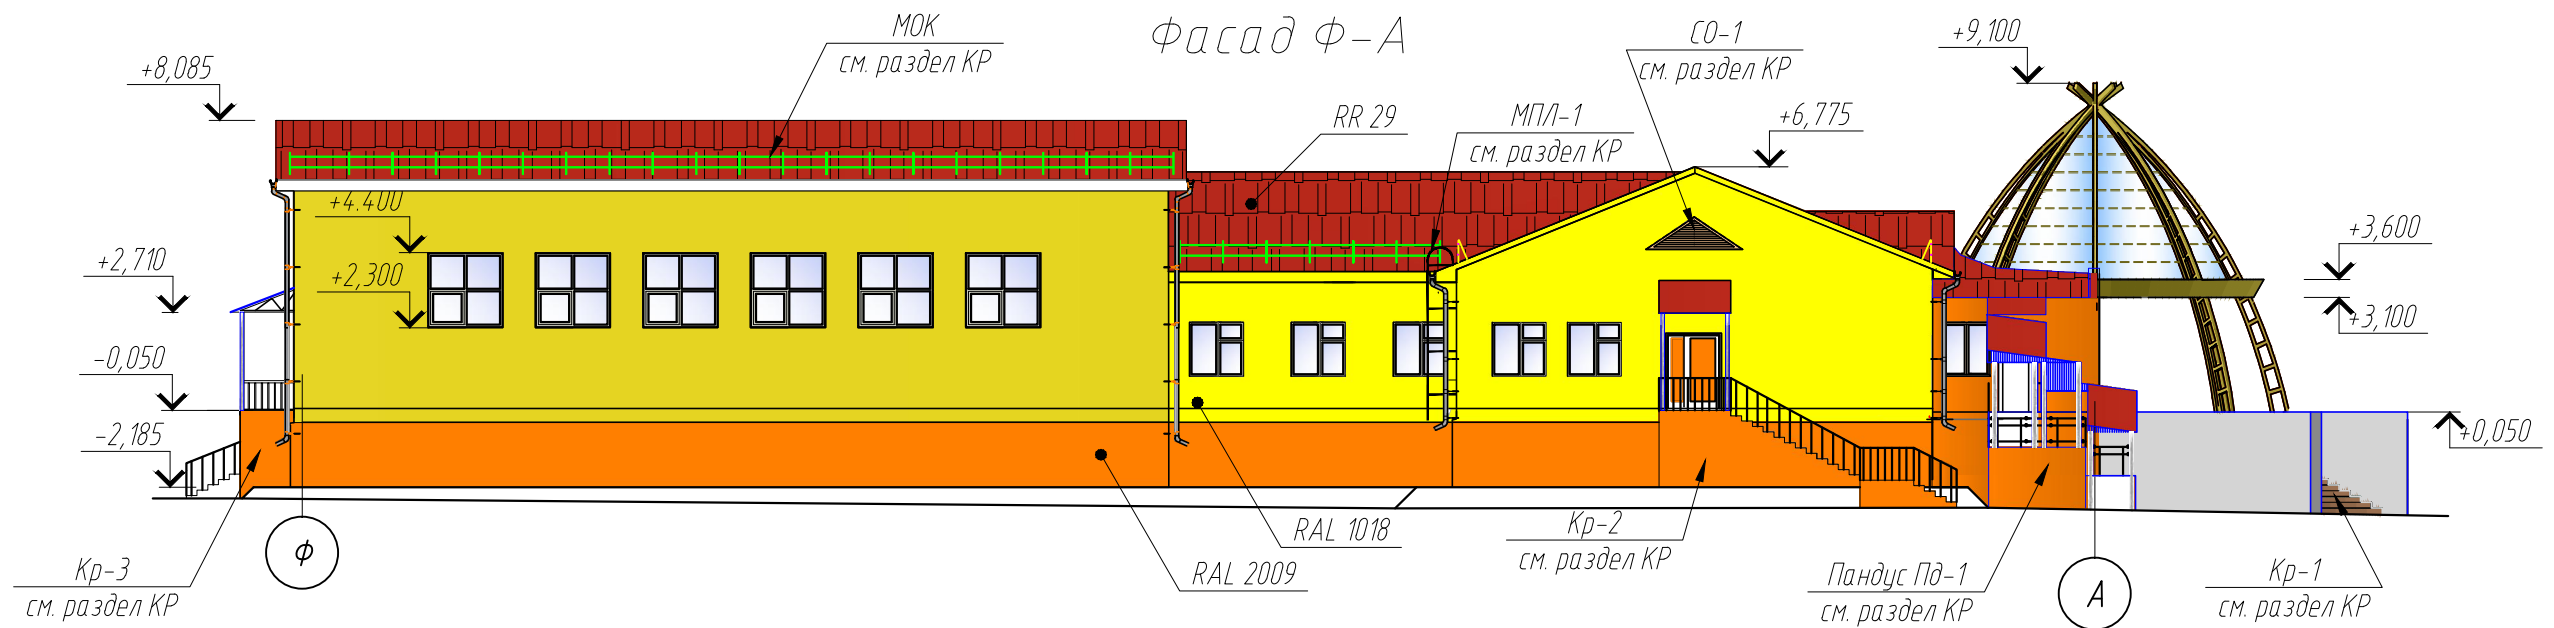 Фасад Ф-А
МОК
см. раздел КР
СО-1
см. раздел КР
+9,100
+8,085
RR 29
МПЛ-1
см. раздел КР
+6,775
+4.400
+2,300
+2,710
-0,050
-2,185
+3,600
+3,100
+0,050
RAL 1018
RAL 2009
Кр-2
см. раздел КР
Кр-3
см. раздел КР
Ф
Пандус Пд-1
см. раздел КР
А
Кр-1
см. раздел КР